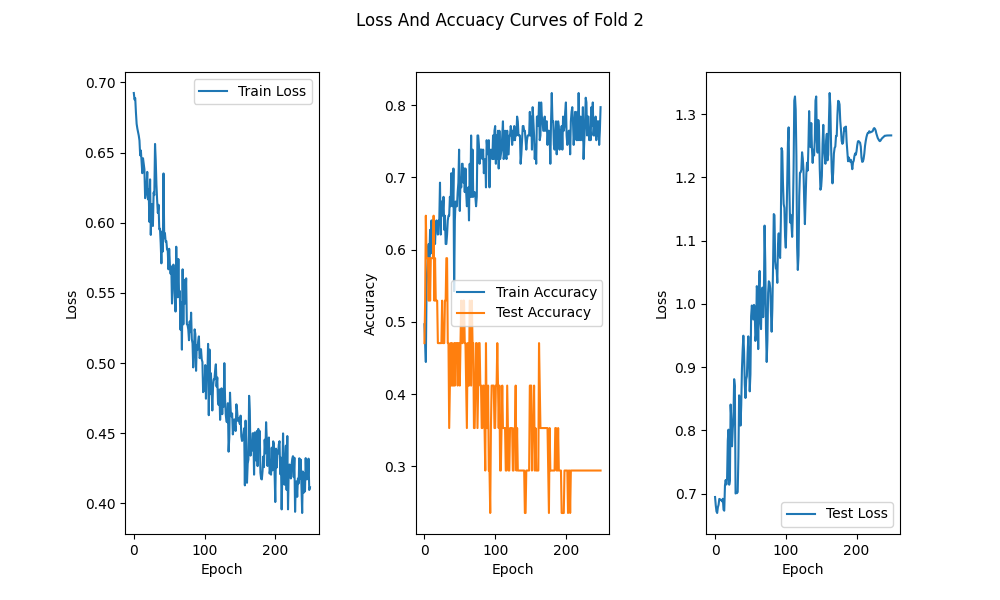 Loss And Accuacy Curves of Fold 2
Loss
0.70
0.65
0.60
0.55
0.50
0.45
0.40
Train Loss
0
100
200
Epoch
Accuracy
0.8
0.7
0.6
0.5
0.4
0.3
Train Accuracy
Test Accuracy
0
100
200
Epoch
Loss
1.3
1.2
1.1
1.0
0.9
0.8
0.7
Test Loss
0
100
200
Epoch